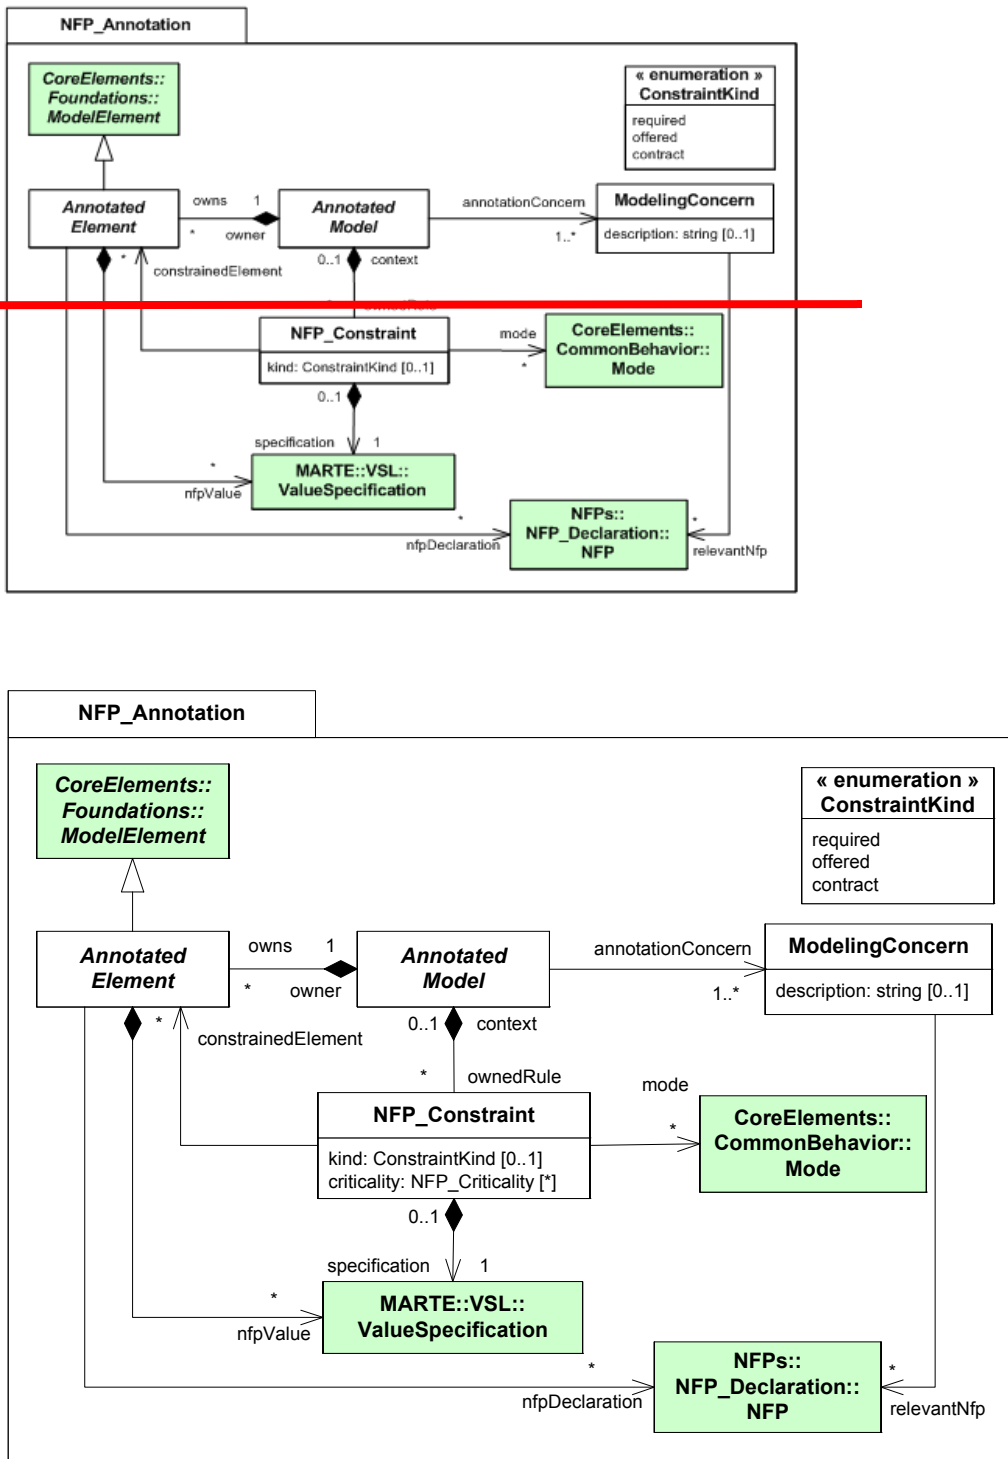 NFP_Annotation
CoreElements::
Foundations::
ModelElement
« enumeration »
ConstraintKind
required
offered
contract
Annotated
Element
owns
1
*
owner
Annotated
Model
annotationConcern
1..*
ModelingConcern
description: string [0..1]
*
constrainedElement
0..1
context
ownedRule
NFP_Constraint
kind: ConstraintKind [0..1]
mode
*
CoreElements::
CommonBehavior::
Mode
0..1
specification
1
*
nfpValue
MARTE::VSL::
ValueSpecification
*
nfpDeclaration
NFPs::
NFP_Declaration::
NFP
*
relevantNfp
NFP_Annotation
CoreElements::
Foundations::
ModelElement
« enumeration »
ConstraintKind
required
offered
contract
Annotated
Element
owns
1
*
owner
Annotated
Model
annotationConcern
1..*
ModelingConcern
description: string [0..1]
*
constrainedElement
0..1
context
*
ownedRule
NFP_Constraint
kind: ConstraintKind [0..1]
criticality: NFP_Criticality [*]
mode
*
CoreElements::
CommonBehavior::
Mode
0..1
specification
1
*
nfpValue
MARTE::VSL::
ValueSpecification
*
nfpDeclaration
NFPs::
NFP_Declaration::
NFP
*
relevantNfp